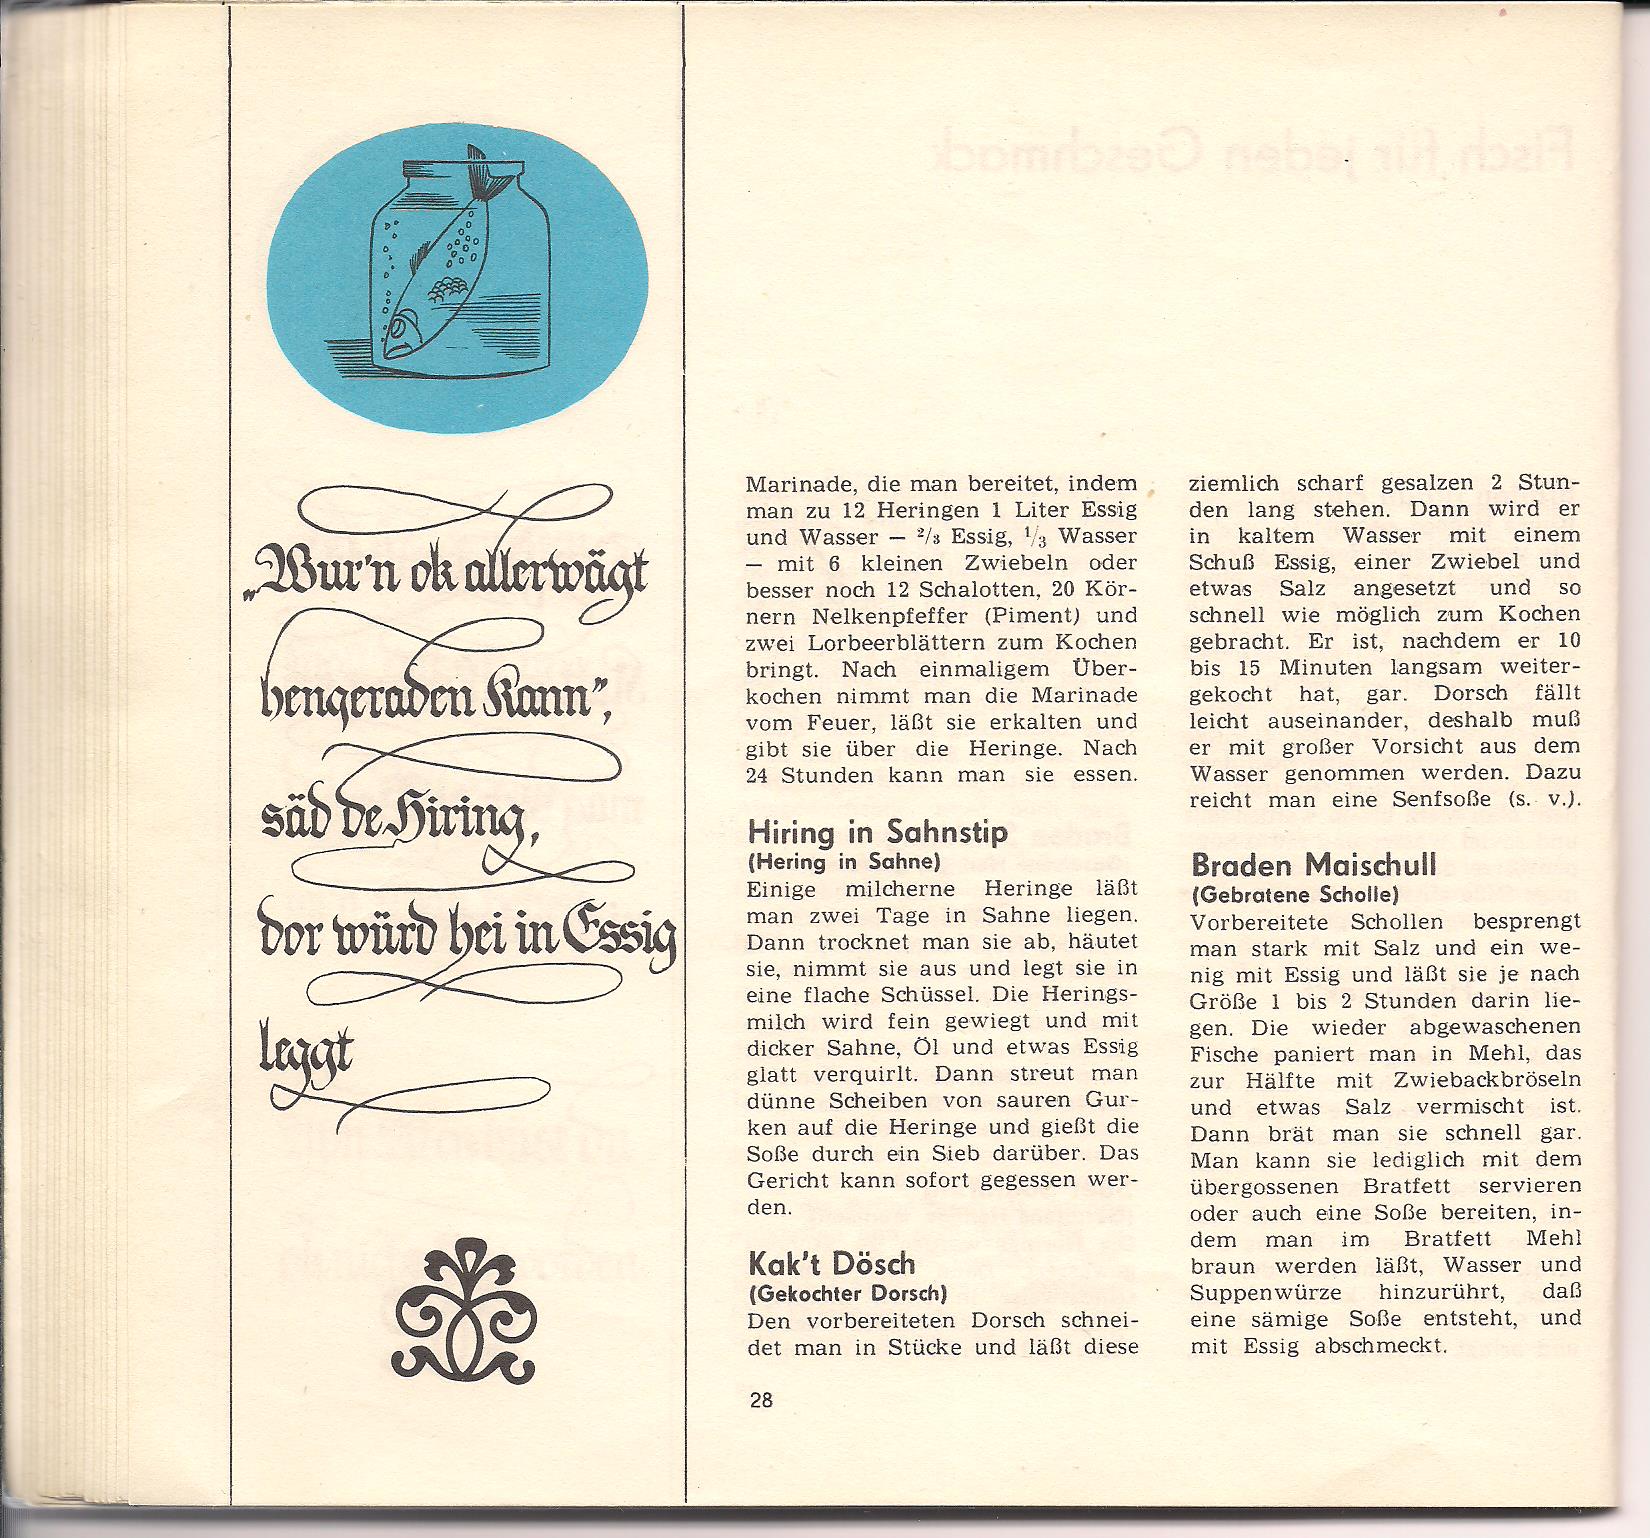 „Wur'n ok allerwägt
hengeraden kann",
säd de Hiring,
dor würd hei in Essig
leggt
Marinade, die man bereitet, indem
man zu 12 Heringen 1 Liter Essig
und Wasser — ²/₃ Essig, ¹/₃ Wasser
— mit 6 kleinen Zwiebeln oder
besser noch 12 Schalotten, 20 Kör-
nern Nelkenpfeffer (Piment) und
zwei Lorbeerblättern zum Kochen
bringt. Nach einmaligem Über-
kochen nimmt man die Marinade
vom Feuer, läßt sie erkalten und
gibt sie über die Heringe. Nach
24 Stunden kann man sie essen.
Hiring in Sahnstip
(Hering in Sahne)
Einige milcherne Heringe läßt
man zwei Tage in Sahne liegen.
Dann trocknet man sie ab, häutet
sie, nimmt sie aus und legt sie in
eine flache Schüssel. Die Herings-
milch wird fein gewiegt und mit
dicker Sahne, Öl und etwas Essig
glatt verquirlt. Dann streut man
dünne Scheiben von sauren Gur-
ken auf die Heringe und gießt die
Soße durch ein Sieb darüber. Das
Gericht kann sofort gegessen wer-
den.
Kak't Dösch
(Gekochter Dorsch)
Den vorbereiteten Dorsch schnei-
det man in Stücke und läßt diese
ziemlich scharf gesalzen 2 Stun-
den lang stehen. Dann wird er
in kaltem Wasser mit einem
Schuß Essig, einer Zwiebel und
etwas Salz angesetzt und so
schnell wie möglich zum Kochen
gebracht. Er ist, nachdem er 10
bis 15 Minuten langsam weiter-
gekocht hat, gar. Dorsch fällt
leicht auseinander, deshalb muß
er mit großer Vorsicht aus dem
Wasser genommen werden. Dazu
reicht man eine Senfsoße (s. v.).
Braden Maischull
(Gebratene Scholle)
Vorbereitete Schollen besprengt
man stark mit Salz und ein we-
nig mit Essig und läßt sie je nach
Größe 1 bis 2 Stunden darin lie-
gen. Die wieder abgewaschenen
Fische paniert man in Mehl, das
zur Hälfte mit Zwiebackbröseln
und etwas Salz vermischt ist.
Dann brät man sie schnell gar.
Man kann sie lediglich mit dem
übergossenen Bratfett servieren
oder auch eine Soße bereiten, in-
dem man im Bratfett Mehl
braun werden läßt, Wasser und
Suppenwürze hinzurührt, daß
eine sämige Soße entsteht, und
mit Essig abschmeckt.
28